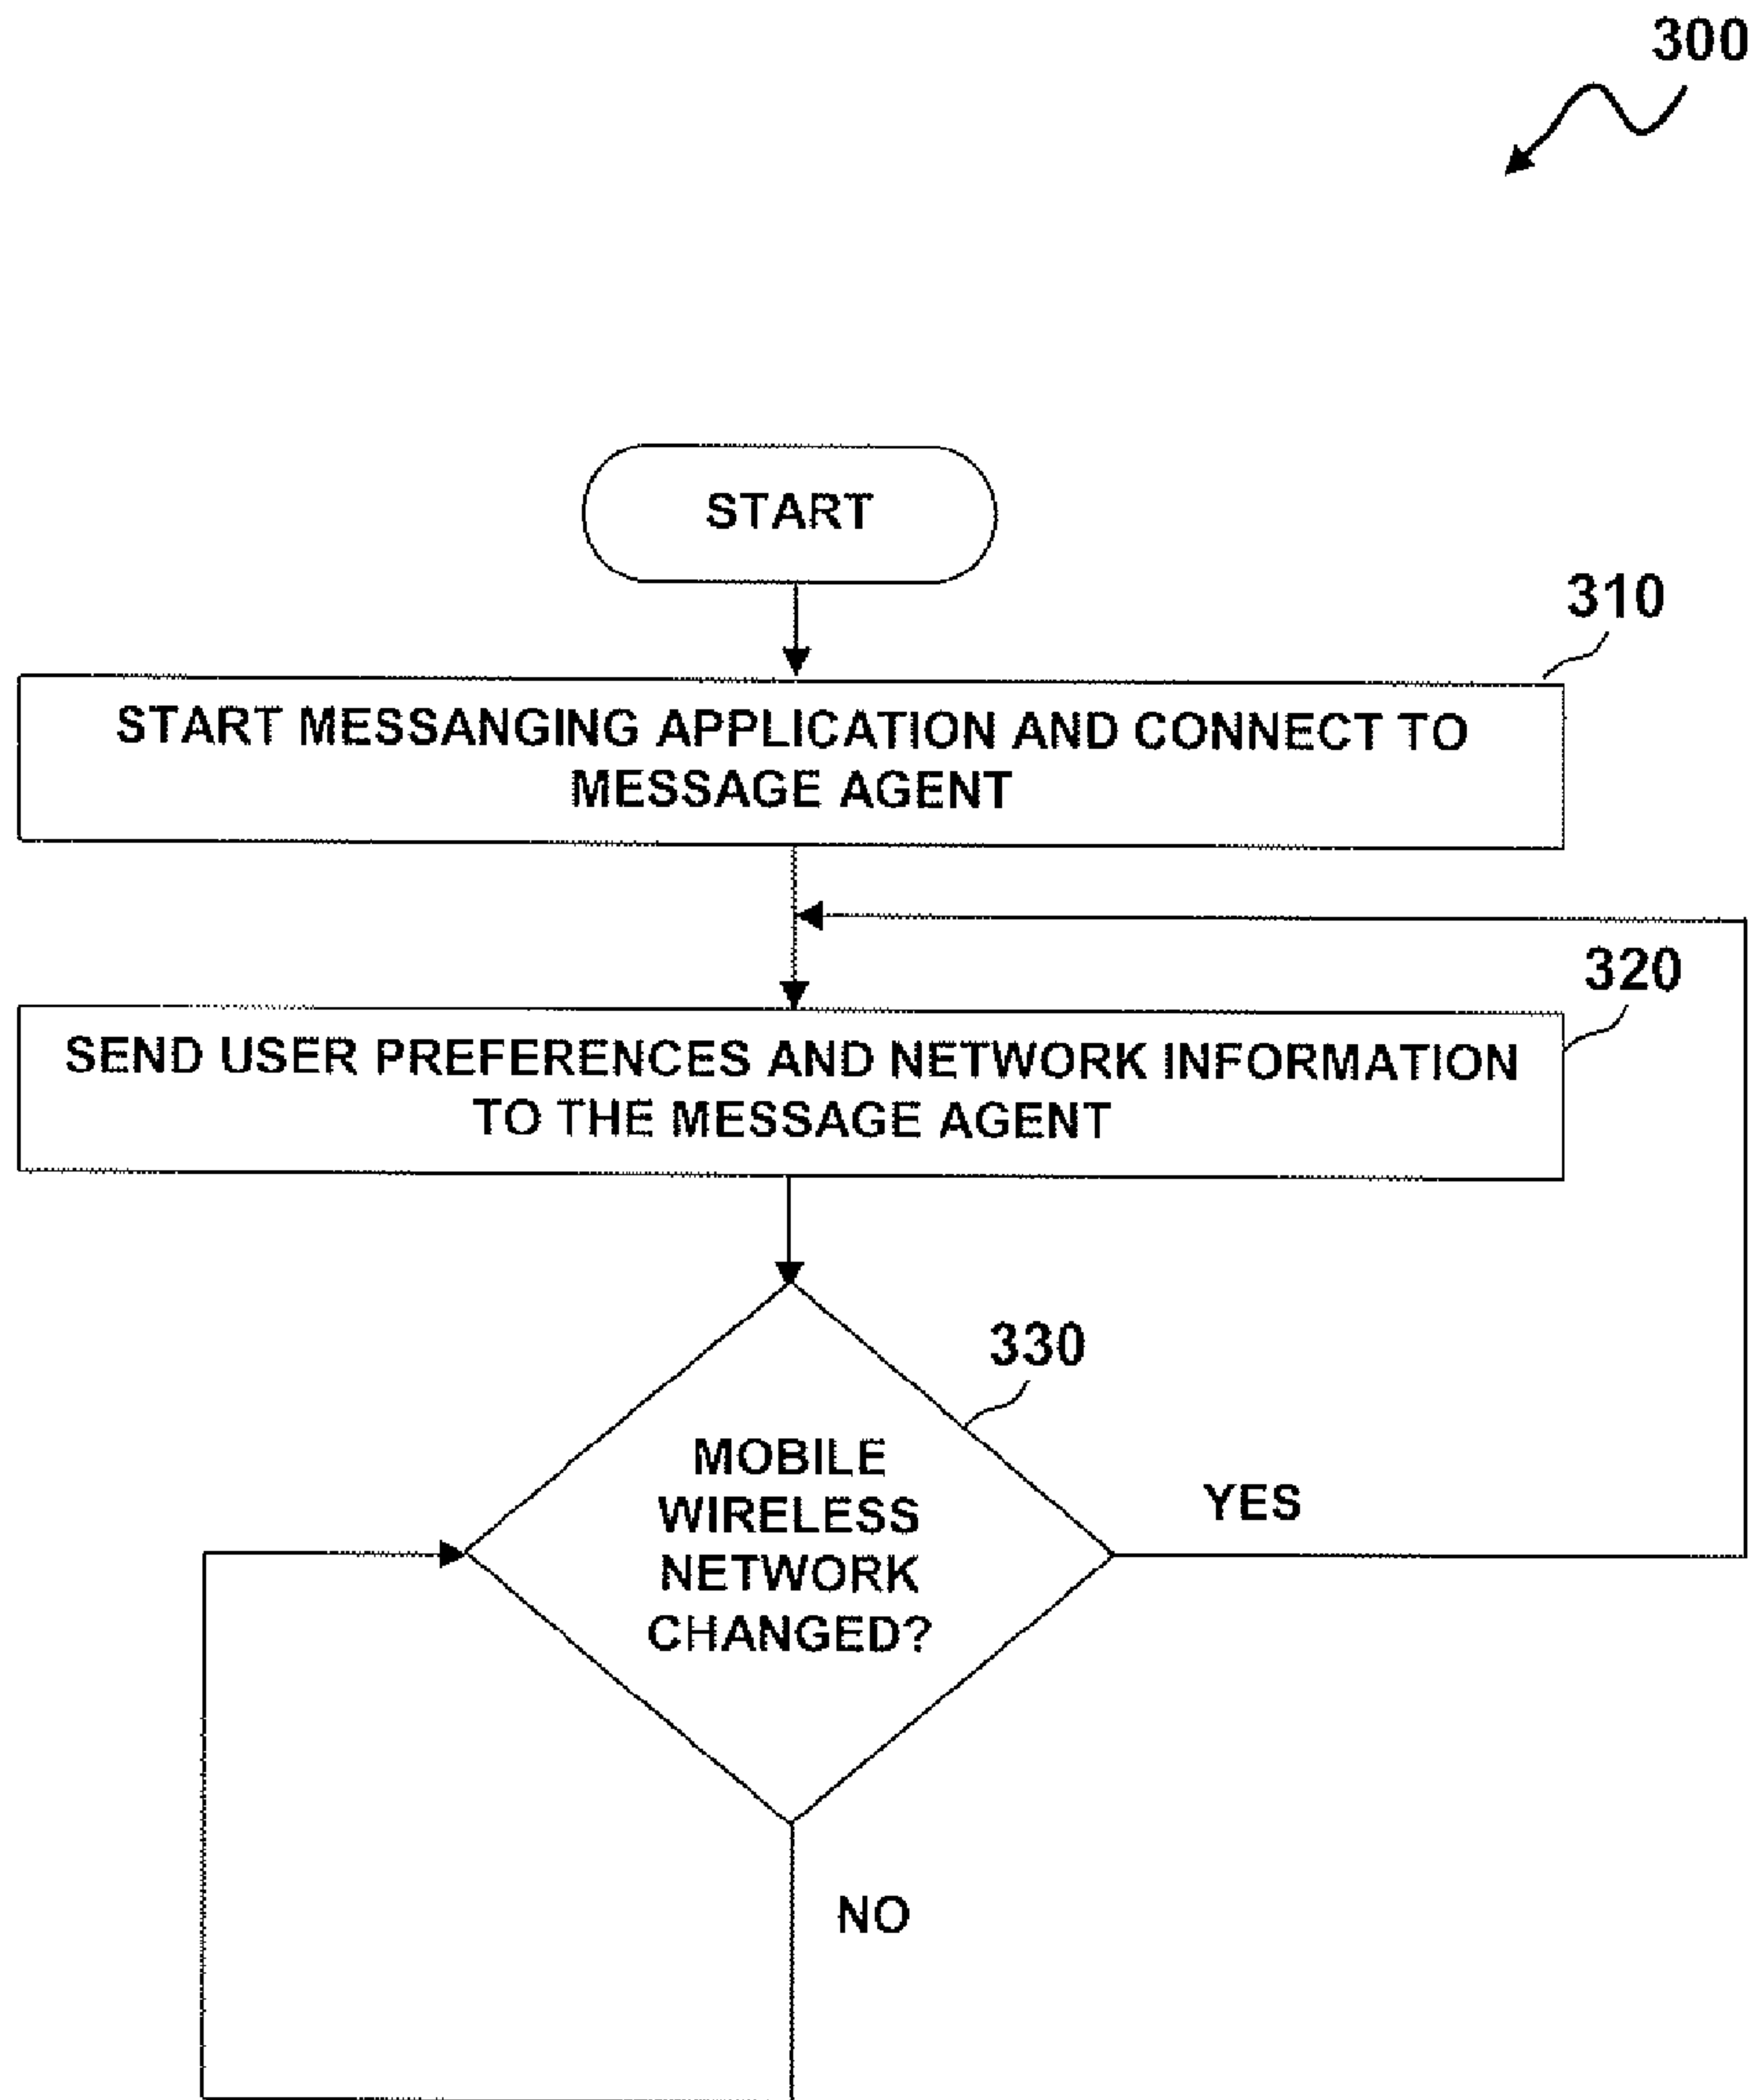 300
START
310
START MESSANGING APPLICATION AND CONNECT TO
MESSAGE AGENT
320
SEND USER PREFERENCES AND NETWORK INFORMATION
TO THE MESSAGE AGENT
330
MOBILE
WIRELESS
NETWORK
CHANGED?
YES
NO